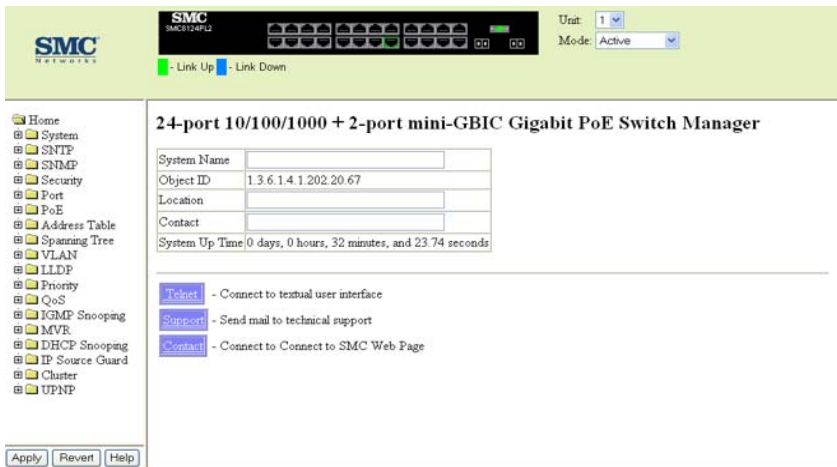 SMC
Networks
SMC
SMC8124PL2
Unit: 1
Mode: Active
- Link Up - Link Down
Home
System
SNTP
SNMP
Security
Port
PoE
Address Table
Spanning Tree
VLAN
LLDP
Priority
QoS
IGMP Snooping
MVR
DHCP Snooping
IP Source Guard
Cluster
UPNP
Apply Revert Help
24-port 10/100/1000 + 2-port mini-GBIC Gigabit PoE Switch Manager
System Name
Object ID 1.3.6.1.4.1.202.20.67
Location
Contact
System Up Time 0 days, 0 hours, 32 minutes, and 23.74 seconds
Telnet - Connect to textual user interface
Support - Send mail to technical support
Contact - Connect to Connect to SMC Web Page